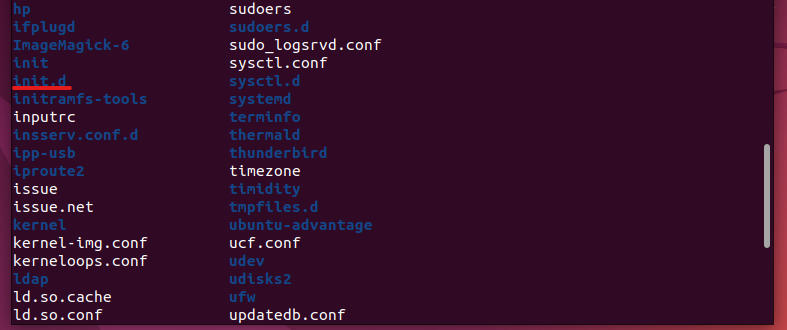 hp sudoers
ifplugd sudoers.d
ImageMagick-6 sudo_logsrvd.conf
init sysctl.conf
init.d sysctl.d
initramfs-tools systemd
inputrc terminfo
insserv.conf.d thermald
ipp-usb thunderbird
iproute2 timezone
issue timidity
issue.net tmpfiles.d
kernel ubuntu-advantage
kernel-img.conf ucf.conf
kerneloops.conf udev
ldap udisks2
ld.so.cache ufw
ld.so.conf updatedb.conf